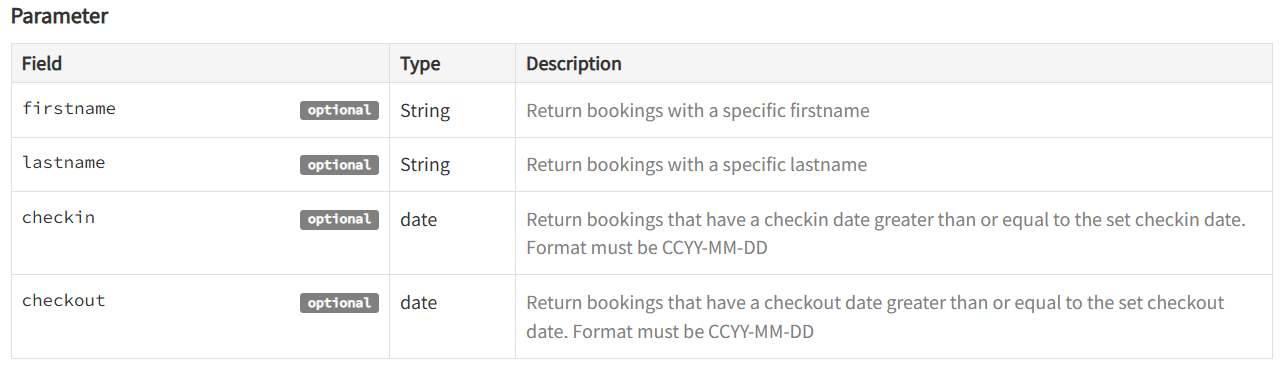 Parameter
Field Type Description
firstname optional String Return bookings with a specific firstname
lastname optional String Return bookings with a specific lastname
checkin optional date Return bookings that have a checkin date greater than or equal to the set checkin date.
Format must be CCYY-MM-DD
checkout optional date Return bookings that have a checkout date greater than or equal to the set checkout
date. Format must be CCYY-MM-DD